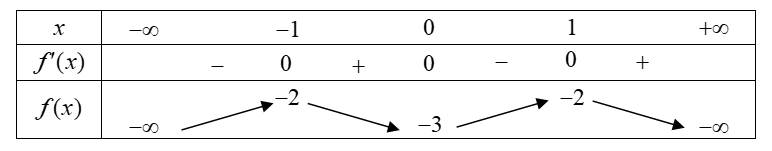 x −∞ −1 0 1 +∞
f'(x) − 0 + 0 − 0 +
−2 −2
f(x)
−∞ −3 −∞